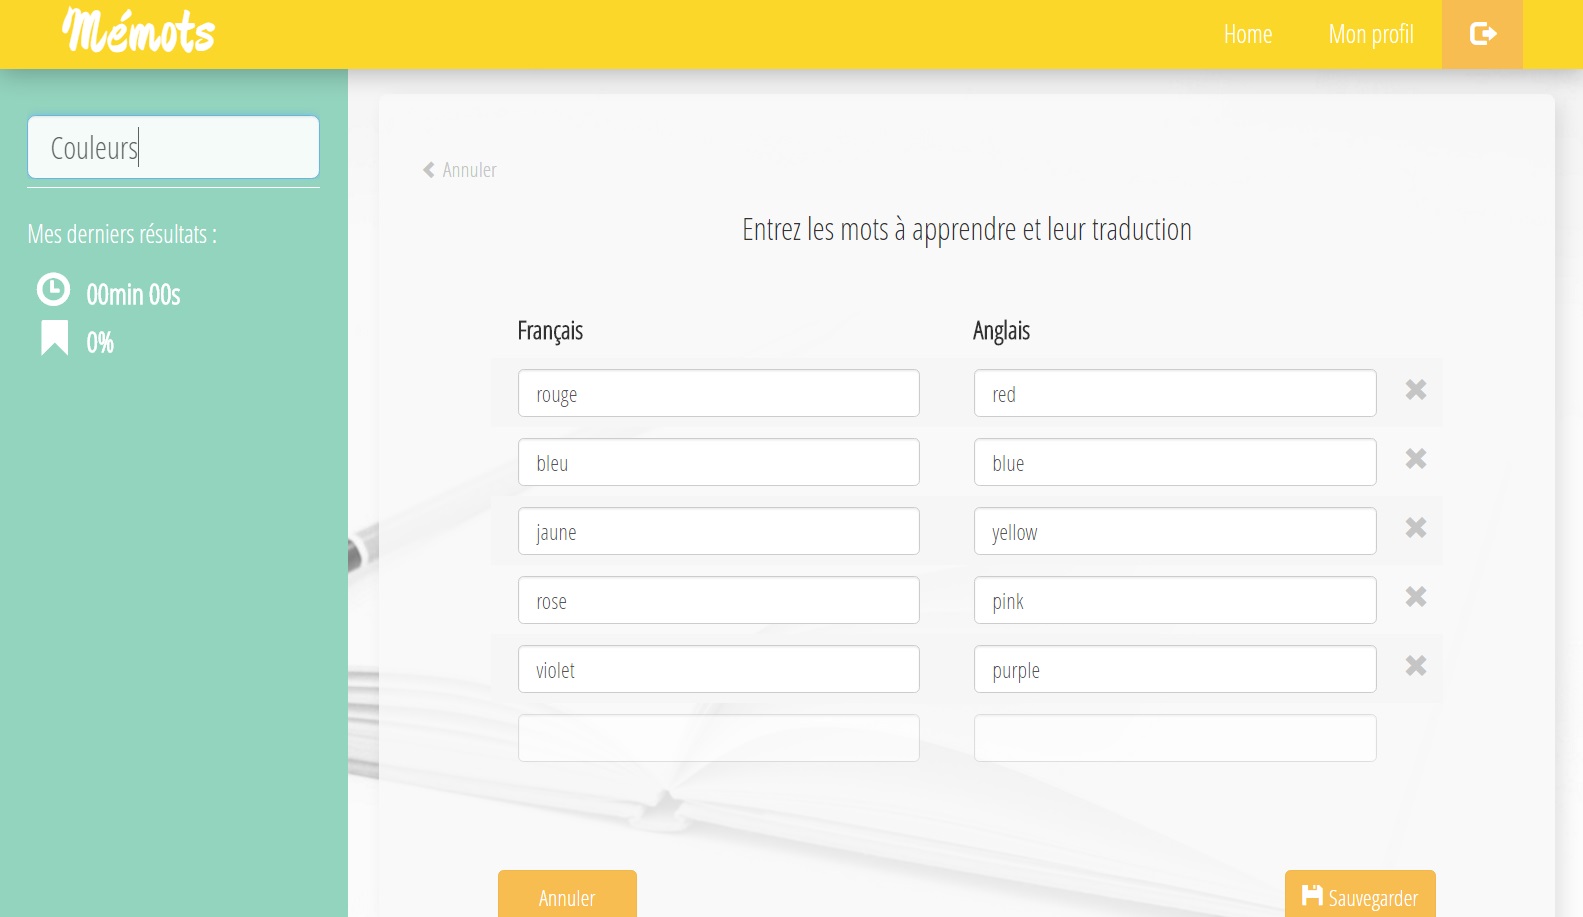 Mémots
Home
Mon profil
Couleurs
Mes derniers résultats :
00min 00s
0%
Annuler
Entrez les mots à apprendre et leur traduction
Français
Anglais
rouge
red
bleu
blue
jaune
yellow
rose
pink
violet
purple
Annuler
Sauvegarder